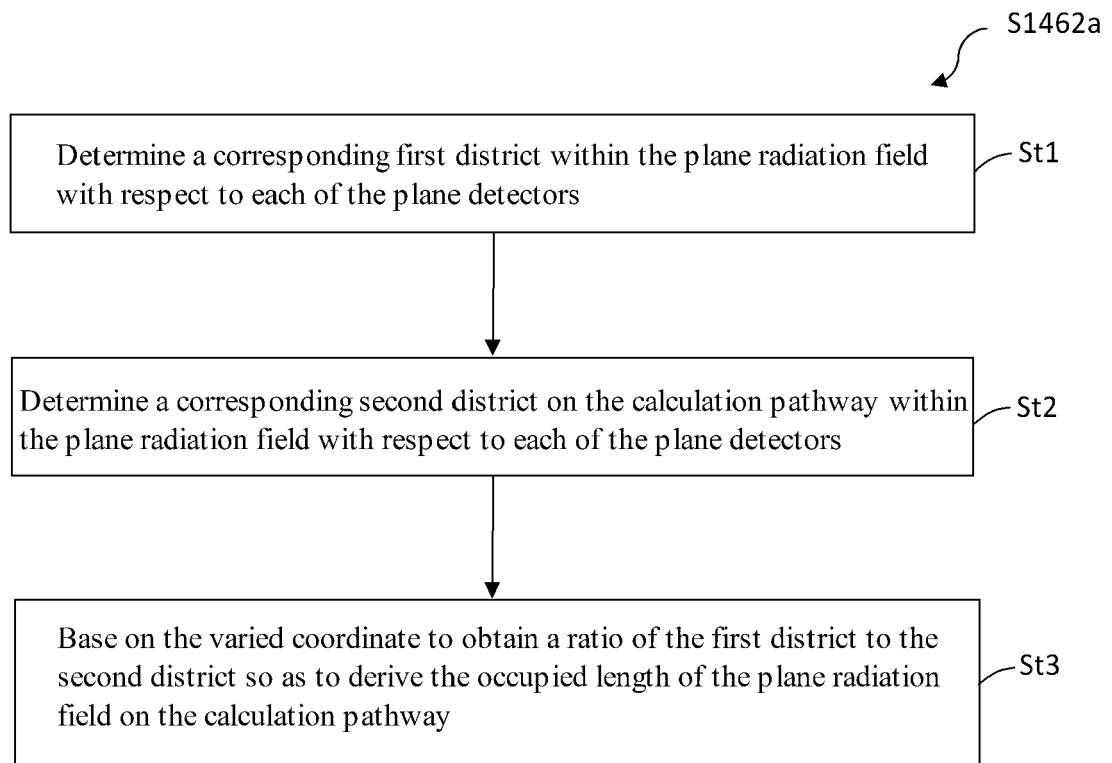 S1462a
Determine a corresponding first district within the plane radiation field
with respect to each of the plane detectors
St1
Determine a corresponding second district on the calculation pathway within
the plane radiation field with respect to each of the plane detectors
St2
Base on the varied coordinate to obtain a ratio of the first district to the
second district so as to derive the occupied length of the plane radiation
field on the calculation pathway
St3